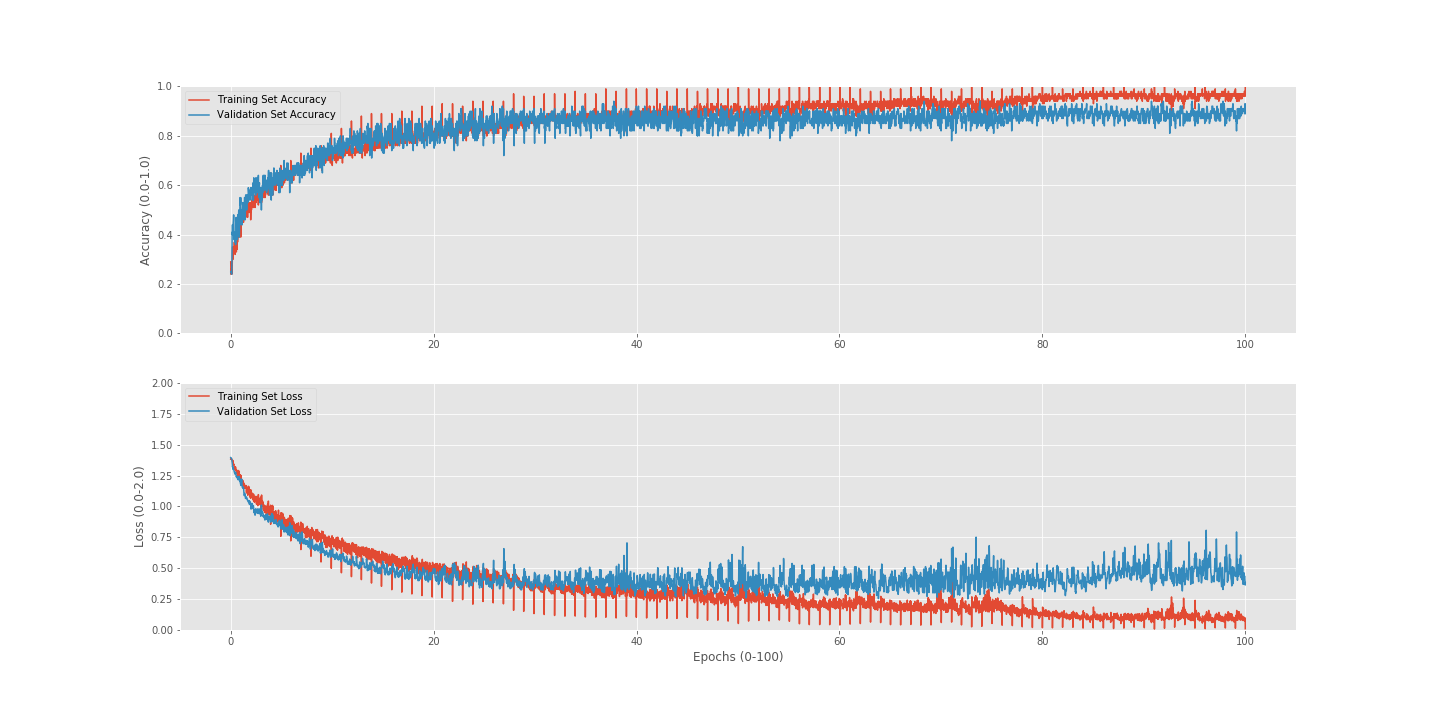 1.0
Training Set Accuracy
Validation Set Accuracy
0.8
0.6
0.4
0.2
0.0
Accuracy (0.0-1.0)
0 20 40 60 80 100
2.00
Training Set Loss
Validation Set Loss
1.75
1.50
1.25
1.00
0.75
0.50
0.25
0.00
Loss (0.0-2.0)
0 20 40 60 80 100
Epochs (0-100)